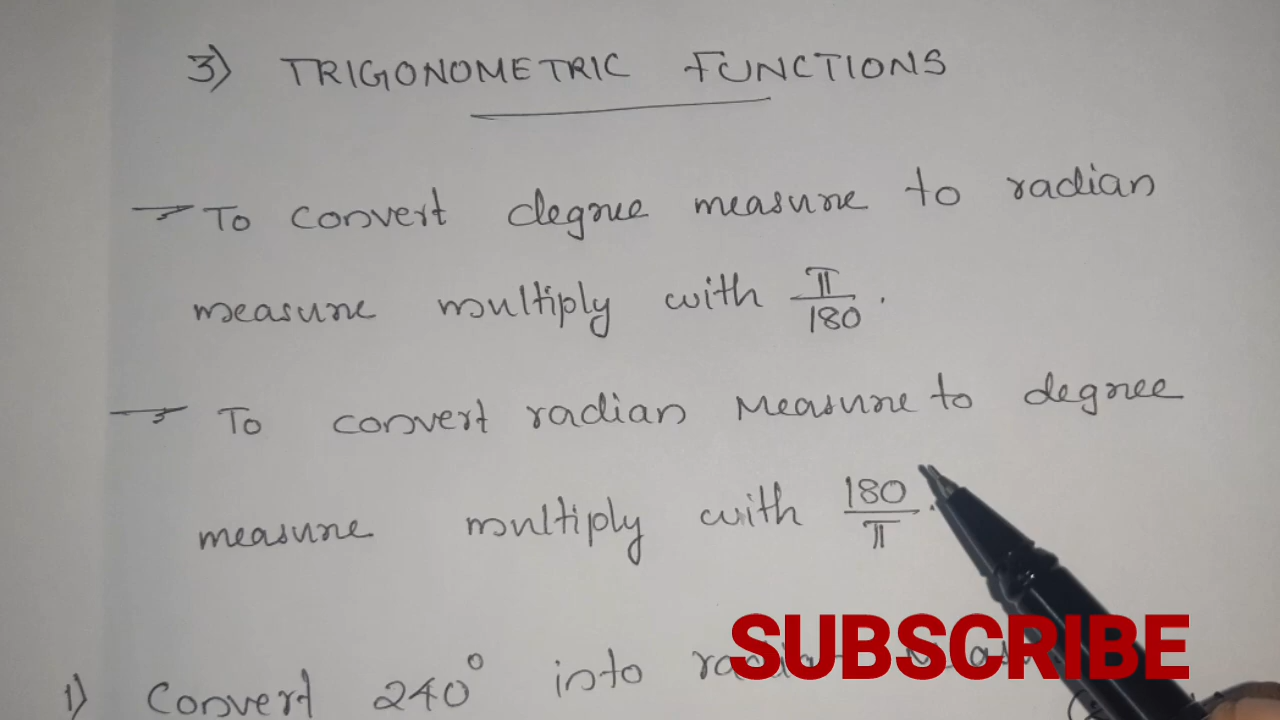 3) TRIGONOMETRIC FUNCTIONS
→ To convert degree measure to radian
measure multiply with π/180.
→ To convert radian Measure to degree
measure multiply with 180/π.
1) Convert 240° into
SUBSCRIBE